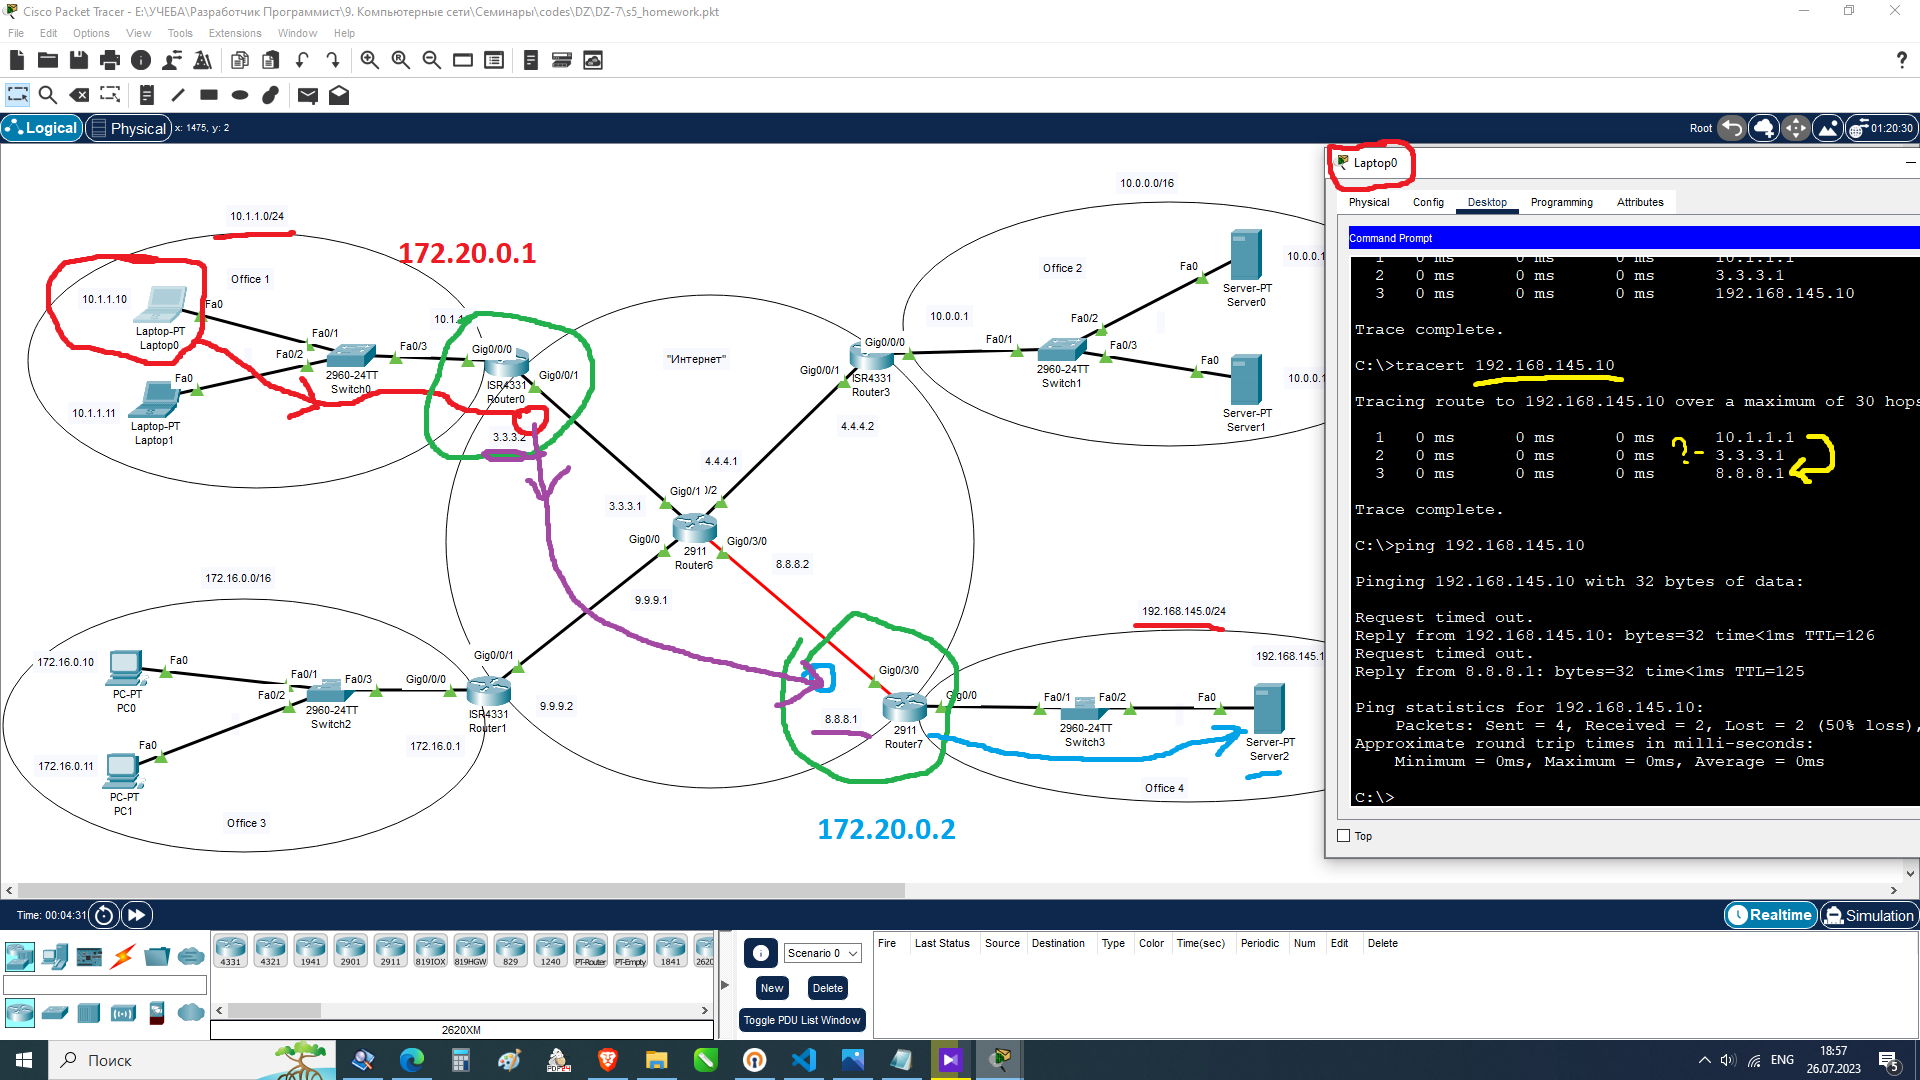 Cisco Packet Tracer - E:\УЧЕБА\Разработчик Программист\9. Компьютерные сети\Семинары\codes\DZ\DZ-7\s5_homework.pkt
File Edit Options View Tools Extensions Window Help
Logical Physical x: 1475, y: 2
Root 01:20:30
10.1.1.0/24
172.20.0.1
Office 1
10.1.1.10
Fa0
Laptop-PT
Laptop0
Fa0/1
Fa0/2
Fa0/3
2960-24TT
Switch0
Fa0
10.1.1.11
Laptop-PT
Laptop1
10.1.1
Gig0/0/0
Gig0/0/1
ISR4331
Router0
3.3.3.2
"Интернет"
10.0.0.0/16
Office 2
10.0.0.1
Gig0/0/0
Gig0/0/1
ISR4331
Router3
4.4.4.2
Fa0/1
Fa0/2
Fa0/3
2960-24TT
Switch1
Fa0
10.0.0.1
Server-PT
Server0
Fa0
10.0.0.1
Server-PT
Server1
4.4.4.1
Gig0/1 )/2
3.3.3.1
Gig0/0
Gig0/3/0
2911
Router6
8.8.8.2
9.9.9.1
172.16.0.0/16
172.16.0.10
Fa0
PC-PT
PC0
Fa0/1
Fa0/2
Fa0/3
2960-24TT
Switch2
Fa0
172.16.0.11
PC-PT
PC1
Office 3
Gig0/0/0
Gig0/0/1
ISR4331
Router1
172.16.0.1
9.9.9.2
192.168.145.0/24
192.168.145.1
Gig0/3/0
Gig0/0
8.8.8.1
2911
Router7
Fa0/1
Fa0/2
2960-24TT
Switch3
Fa0
Server-PT
Server2
Office 4
172.20.0.2
Laptop0
Physical Config Desktop Programming Attributes
Command Prompt
1 0 ms 0 ms 0 ms 10.1.1.1
2 0 ms 0 ms 0 ms 3.3.3.1
3 0 ms 0 ms 0 ms 192.168.145.10
Trace complete.
C:\>tracert 192.168.145.10
Tracing route to 192.168.145.10 over a maximum of 30 hops
1 0 ms 0 ms 0 ms 10.1.1.1
2 0 ms 0 ms 0 ms ?- 3.3.3.1
3 0 ms 0 ms 0 ms 8.8.8.1
Trace complete.
C:\>ping 192.168.145.10
Pinging 192.168.145.10 with 32 bytes of data:
Request timed out.
Reply from 192.168.145.10: bytes=32 time<1ms TTL=126
Request timed out.
Reply from 8.8.8.1: bytes=32 time<1ms TTL=125
Ping statistics for 192.168.145.10:
Packets: Sent = 4, Received = 2, Lost = 2 (50% loss),
Approximate round trip times in milli-seconds:
Minimum = 0ms, Maximum = 0ms, Average = 0ms
C:\>
Top
Time: 00:04:31
Realtime Simulation
4331 4321 1941 2901 2911 819IOX 819HGW 829 1240 PT-Router PT-Empty 1841 2620
2620XM
Scenario 0
New Delete
Toggle PDU List Window
Fire Last Status Source Destination Type Color Time(sec) Periodic Num Edit Delete
Поиск
ENG
18:57
26.07.2023
5